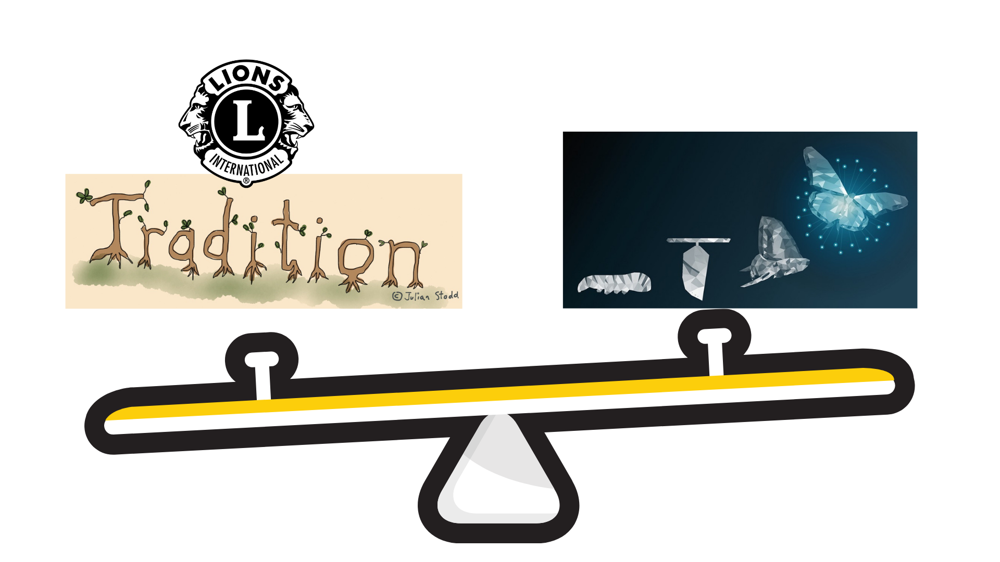 LIONS
L
INTERNATIONAL
®
Tradition
© Julian Stodd